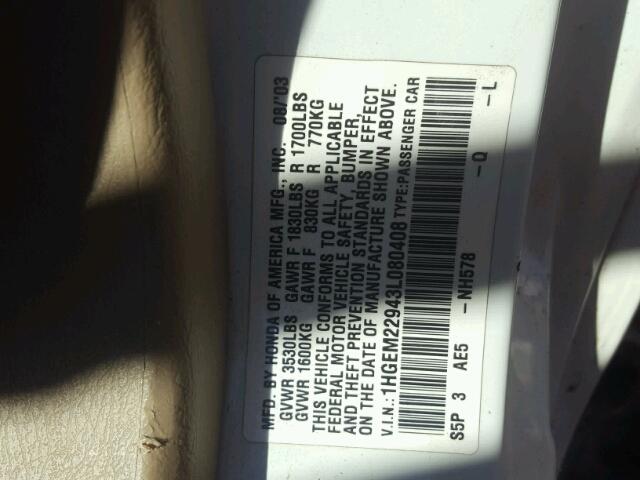 MFD. BY HONDA OF AMERICA MFG., INC. 08/'03
GVWR 3530LBS GAWR F 1830LBS R 1700LBS
GVWR 1600KG GAWR F 830KG R 770KG
THIS VEHICLE CONFORMS TO ALL APPLICABLE
FEDERAL MOTOR VEHICLE SAFETY, BUMPER,
AND THEFT PREVENTION STANDARDS IN EFFECT
ON THE DATE OF MANUFACTURE SHOWN ABOVE.
V.I.N.:1HGEM22943L080408 TYPE:PASSENGER CAR
S5P 3 AE5 -NH578 -Q -L